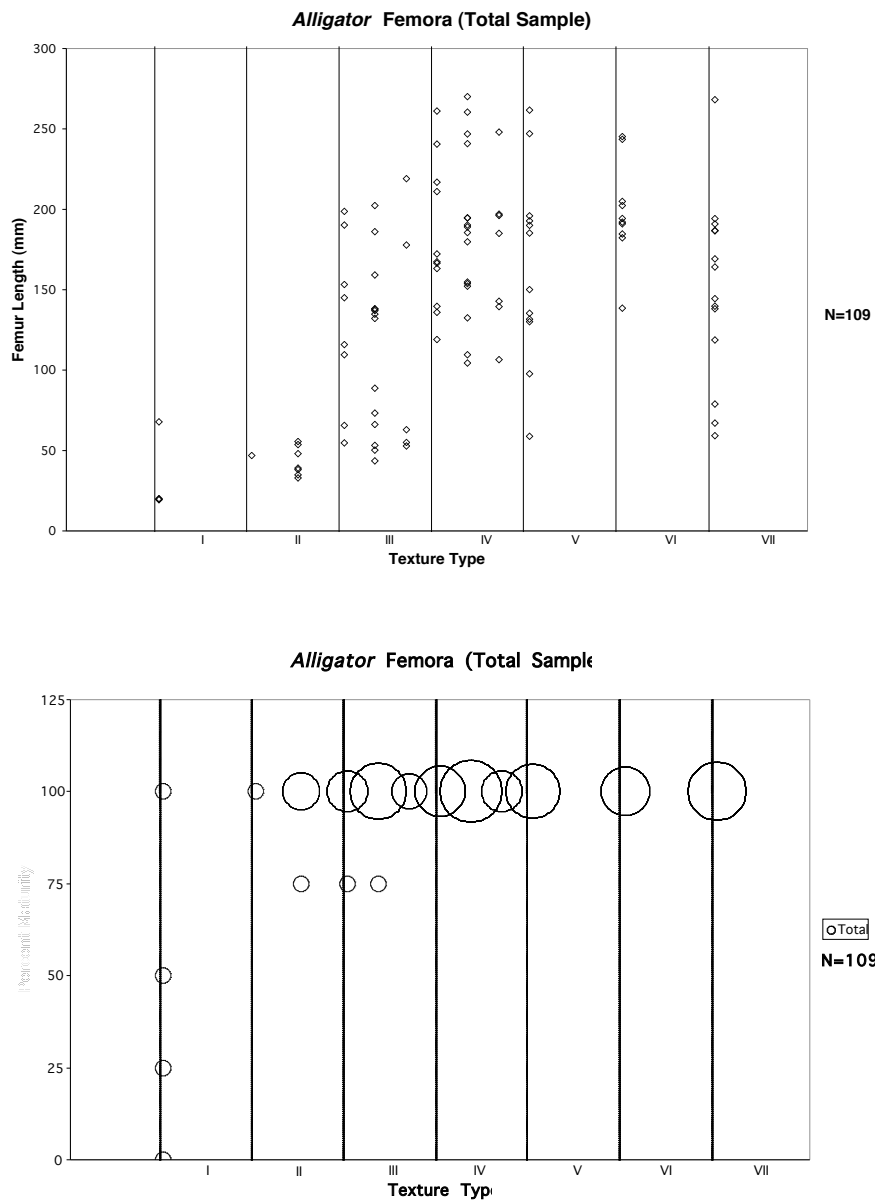 Alligator Femora (Total Sample)
300
250
200
150
100
50
0
Femur Length (mm)
I II III IV V VI VII
Texture Type
N=109
Alligator Femora (Total Sample
125
100
75
50
25
0
Percent Maturity
I II III IV V VI VII
Texture Typ
Total
N=109